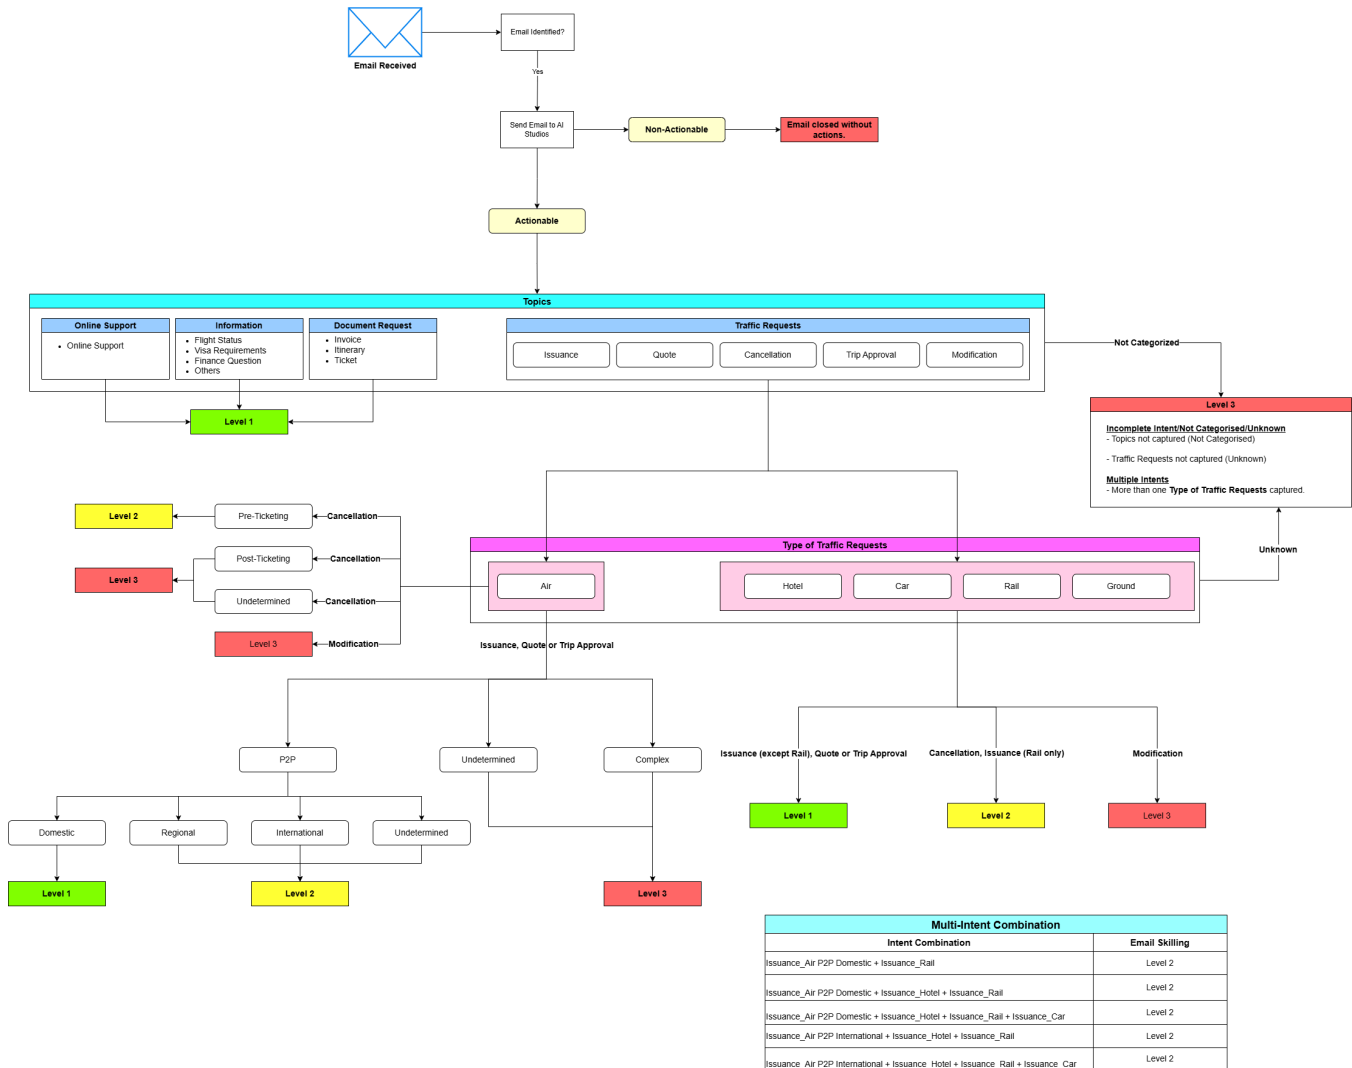 Email Received
Email Identified?
Yes
Send Email to AI
Studios
Non-Actionable
Email closed without
actions.
Actionable
Topics
Online Support
• Online Support
Information
• Flight Status
• Visa Requirements
• Finance Question
• Others
Document Request
• Invoice
• Itinerary
• Ticket
Traffic Requests
Issuance
Quote
Cancellation
Trip Approval
Modification
Not Categorized
Level 1
Level 3
Incomplete Intent/Not Categorised/Unknown
- Topics not captured (Not Categorised)
- Traffic Requests not captured (Unknown)
Multiple Intents
- More than one Type of Traffic Requests captured.
Unknown
Level 2
Pre-Ticketing
Cancellation
Level 3
Post-Ticketing
Cancellation
Undetermined
Cancellation
Level 3
Modification
Type of Traffic Requests
Air
Hotel
Car
Rail
Ground
Issuance, Quote or Trip Approval
P2P
Undetermined
Complex
Domestic
Regional
International
Undetermined
Level 1
Level 2
Level 3
Issuance (except Rail), Quote or Trip Approval
Cancellation, Issuance (Rail only)
Modification
Level 1
Level 2
Level 3
Multi-Intent Combination
Intent Combination
Email Skilling
Issuance_Air P2P Domestic + Issuance_Rail
Level 2
Issuance_Air P2P Domestic + Issuance_Hotel + Issuance_Rail
Level 2
Issuance_Air P2P Domestic + Issuance_Hotel + Issuance_Rail + Issuance_Car
Level 2
Issuance_Air P2P International + Issuance_Hotel + Issuance_Rail
Level 2
Issuance_Air P2P International + Issuance_Hotel + Issuance_Rail + Issuance_Car
Level 2